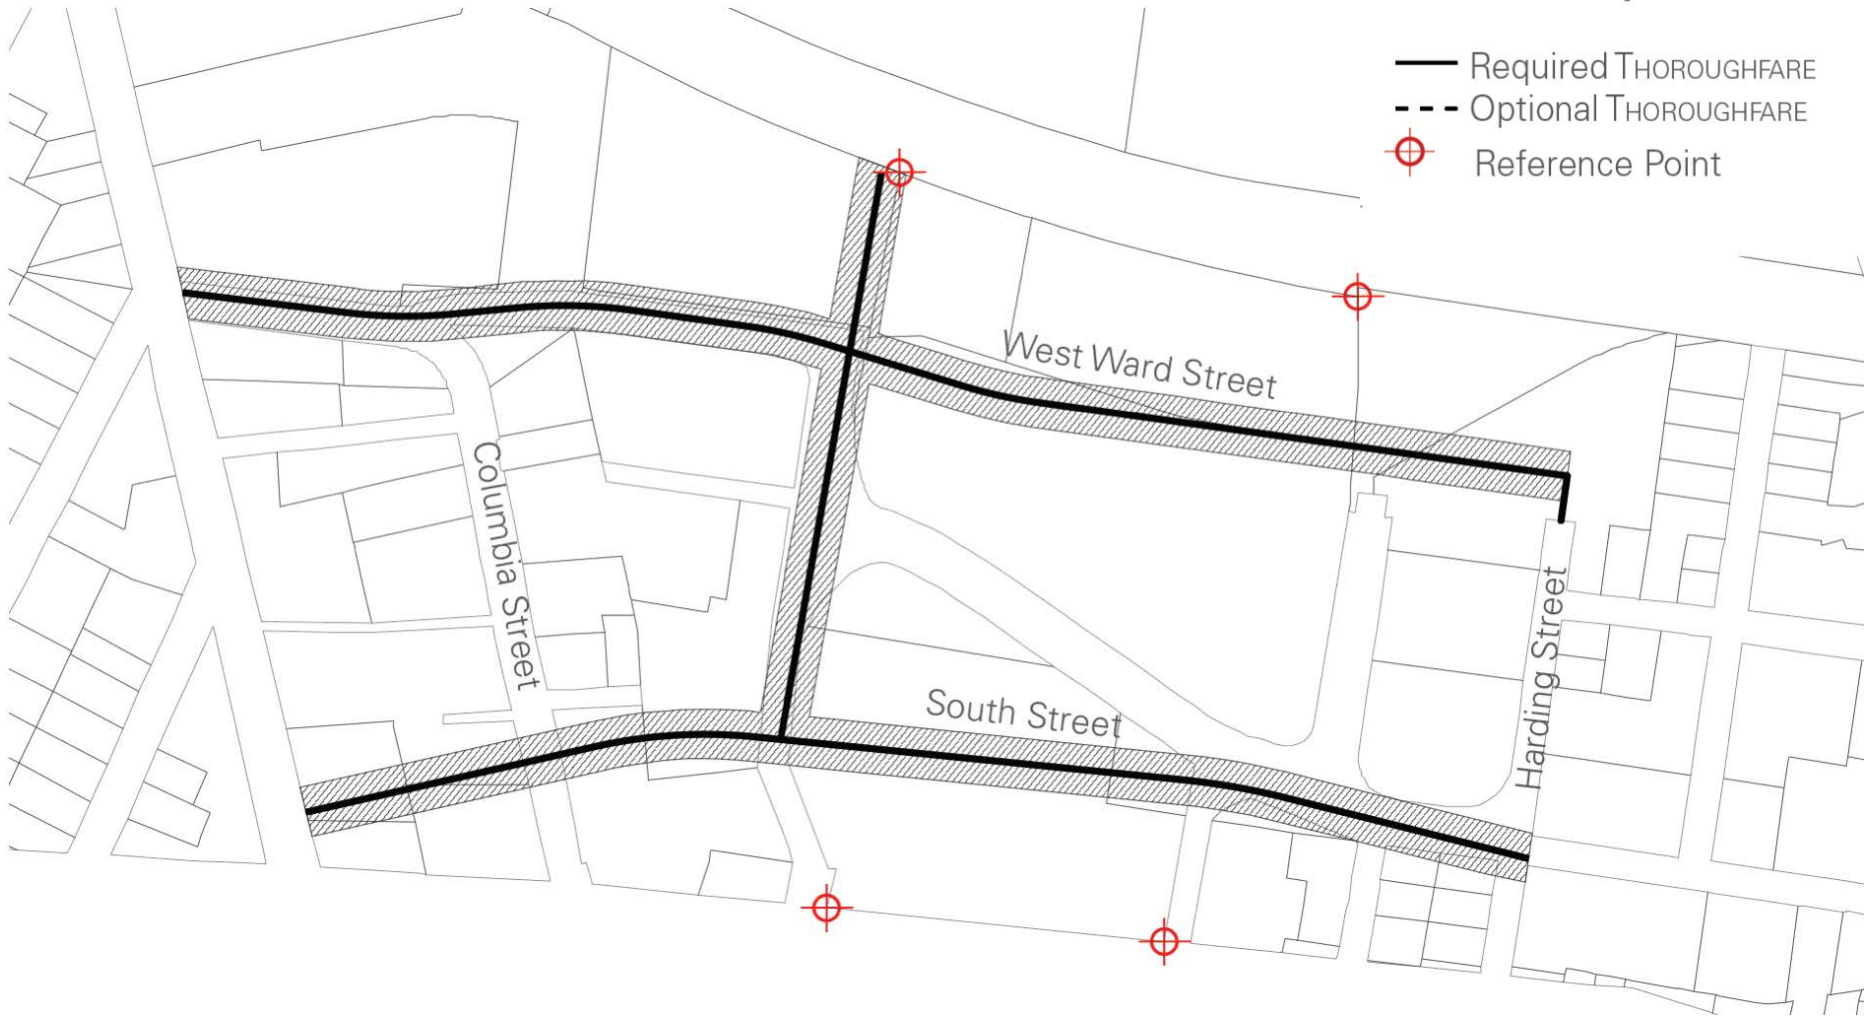 Required THOROUGHFARE
Optional THOROUGHFARE
Reference Point
West Ward Street
Columbia Street
South Street
Harding Street